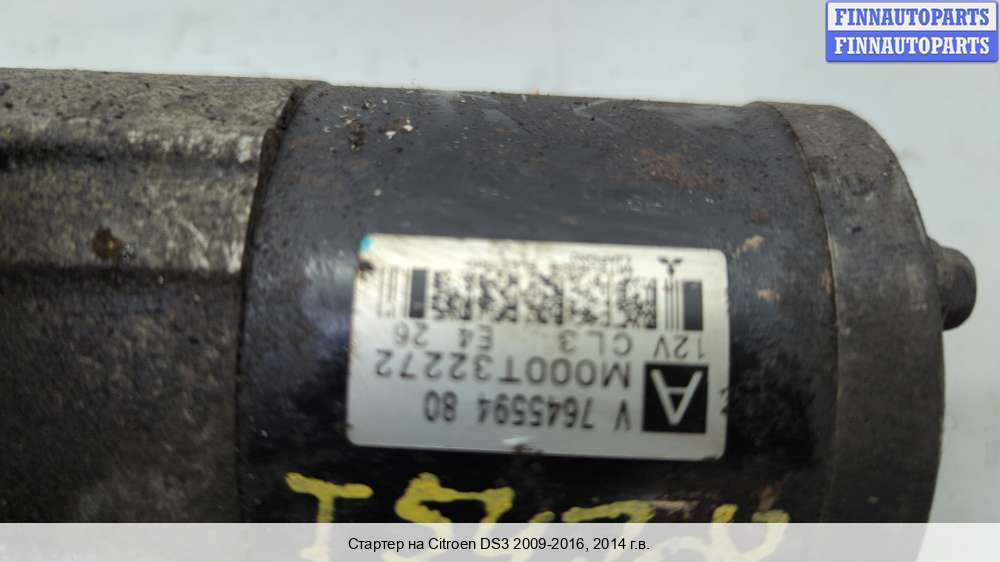 FINNAUTOPARTS
FINNAUTOPARTS
V 7645594 80
A M000T32272
12V CL3 E4 26
Стартер на Citroen DS3 2009-2016, 2014 г.в.